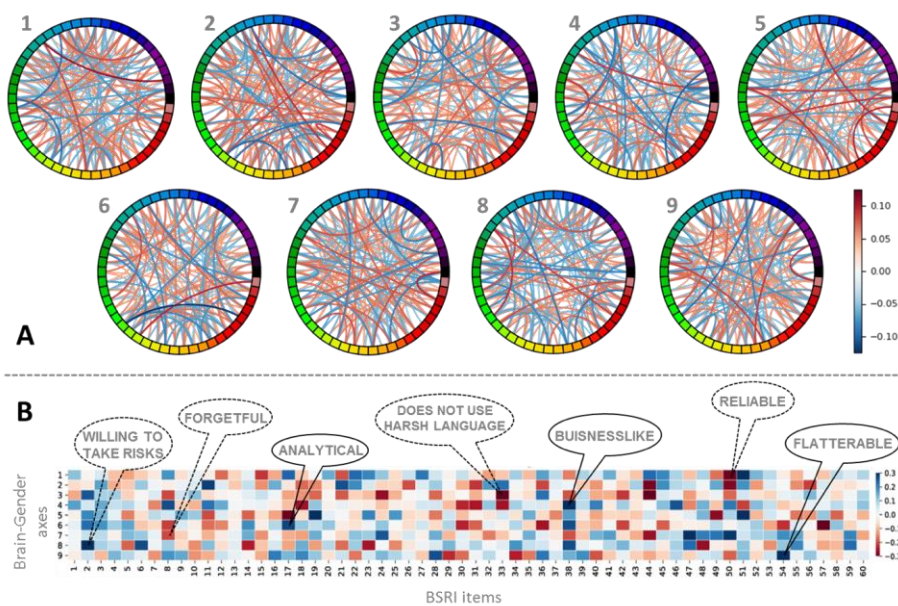 1 2 3 4 5
6 7 8 9
0.10
0.05
0.00
−0.05
−0.10
A
B
WILLING TO
TAKE RISKS
FORGETFUL
ANALYTICAL
DOES NOT USE
HARSH LANGUAGE
BUISNESSLIKE
RELIABLE
FLATTERABLE
Brain-Gender
axes
1
2
3
4
5
6
7
8
9
0.3
0.2
0.1
0.0
1 2 3 4 5 6 7 8 9 10 11 12 13 14 15 16 17 18 19 20 21 22 23 24 25 26 27 28 29 30 31 32 33 34 35 36 37 38 39 40 41 42 43 44 45 46 47 48 49 50 51 52 53 54 55 56 57 58 59 60
BSRI items